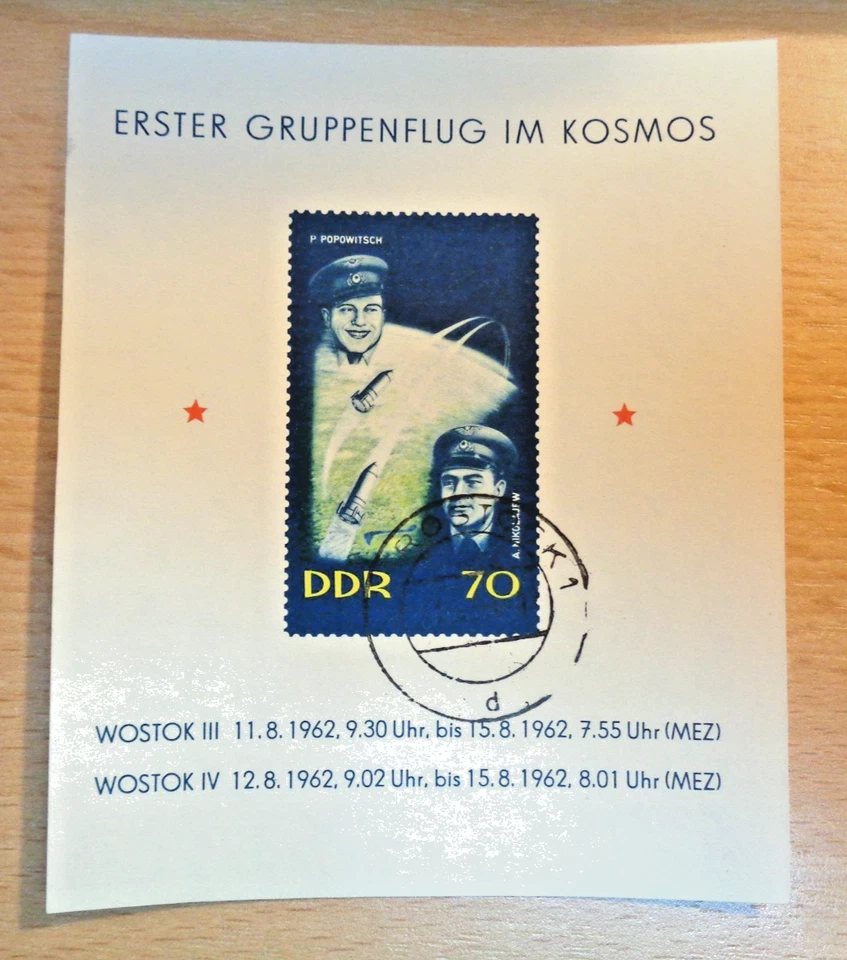 ERSTER GRUPPENFLUG IM KOSMOS
P. POPOWITSCH
A. NIKOLAJEW
DDR 70
d
WOSTOK III 11.8.1962, 9.30 Uhr, bis 15.8.1962, 7.55 Uhr (MEZ)
WOSTOK IV 12.8.1962, 9.02 Uhr, bis 15.8.1962, 8.01 Uhr (MEZ)